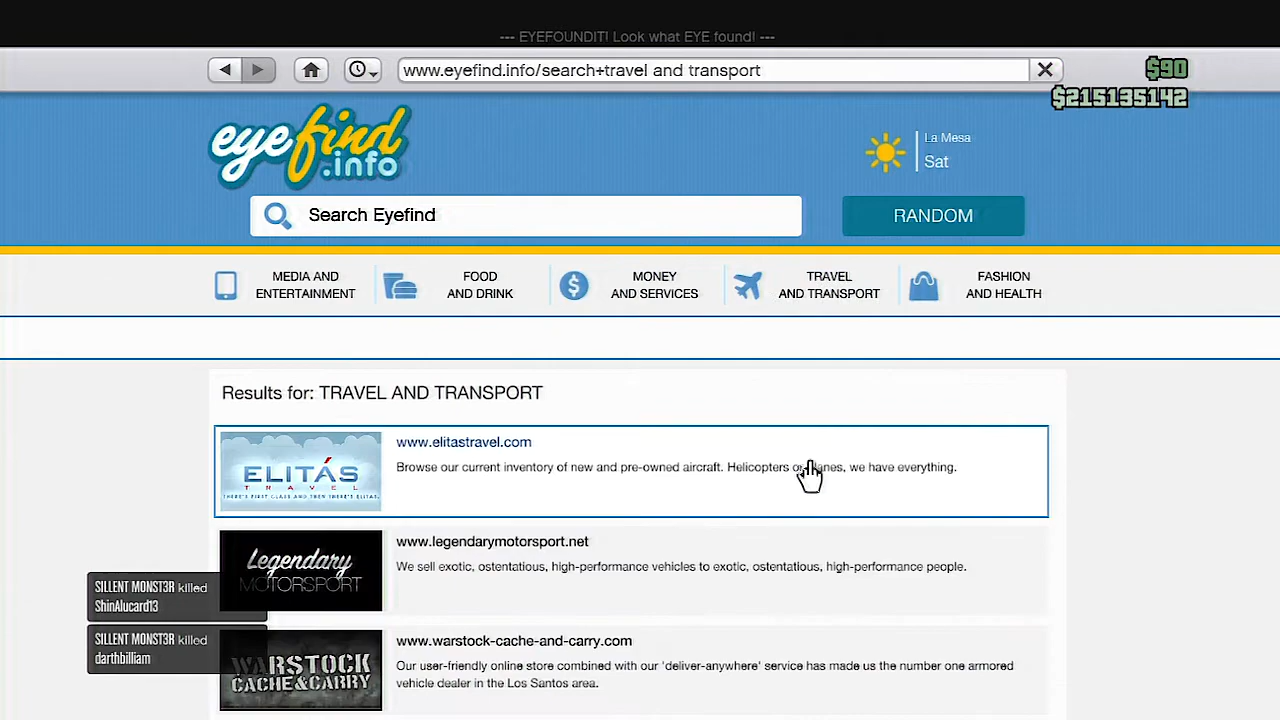 --- EYEFOUNDIT! Look what EYE found! ---
www.eyefind.info/search+travel and transport
$90
$215135142
eyefind
.info
La Mesa
Sat
Search Eyefind
RANDOM
MEDIA AND
ENTERTAINMENT
FOOD
AND DRINK
MONEY
AND SERVICES
TRAVEL
AND TRANSPORT
FASHION
AND HEALTH
Results for: TRAVEL AND TRANSPORT
ELITÁS
TRAVEL
THERE'S FIRST CLASS AND THEN THERE'S ELITAS.
www.elitastravel.com
Browse our current inventory of new and pre-owned aircraft. Helicopters or planes, we have everything.
Legendary
MOTORSPORT
www.legendarymotorsport.net
We sell exotic, ostentatious, high-performance vehicles to exotic, ostentatious, high-performance people.
SILLENT MONST3R killed
ShinAlucard13
SILLENT MONST3R killed
darthbilliam
WARSTOCK
CACHE&CARRY
www.warstock-cache-and-carry.com
Our user-friendly online store combined with our 'deliver-anywhere' service has made us the number one armored
vehicle dealer in the Los Santos area.